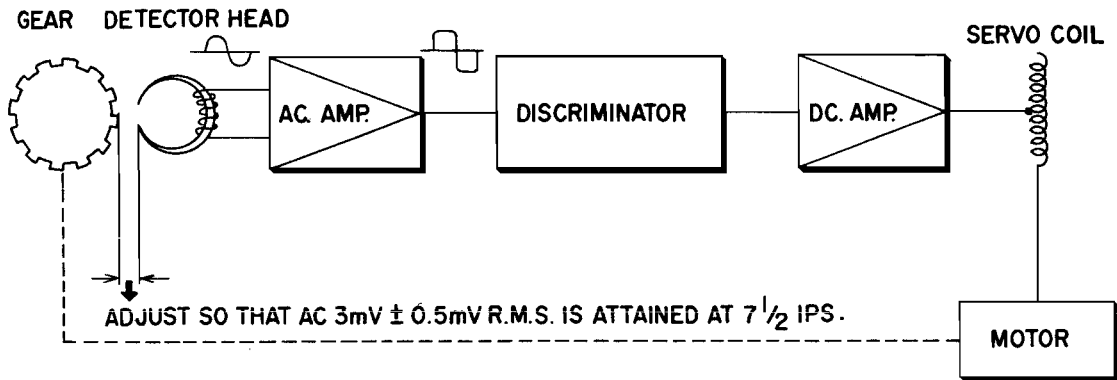 GEAR DETECTOR HEAD
SERVO COIL
AC. AMP.
DISCRIMINATOR
DC. AMP.
ADJUST SO THAT AC 3mV ± 0.5mV R.M.S. IS ATTAINED AT 7 1/2 IPS.
MOTOR